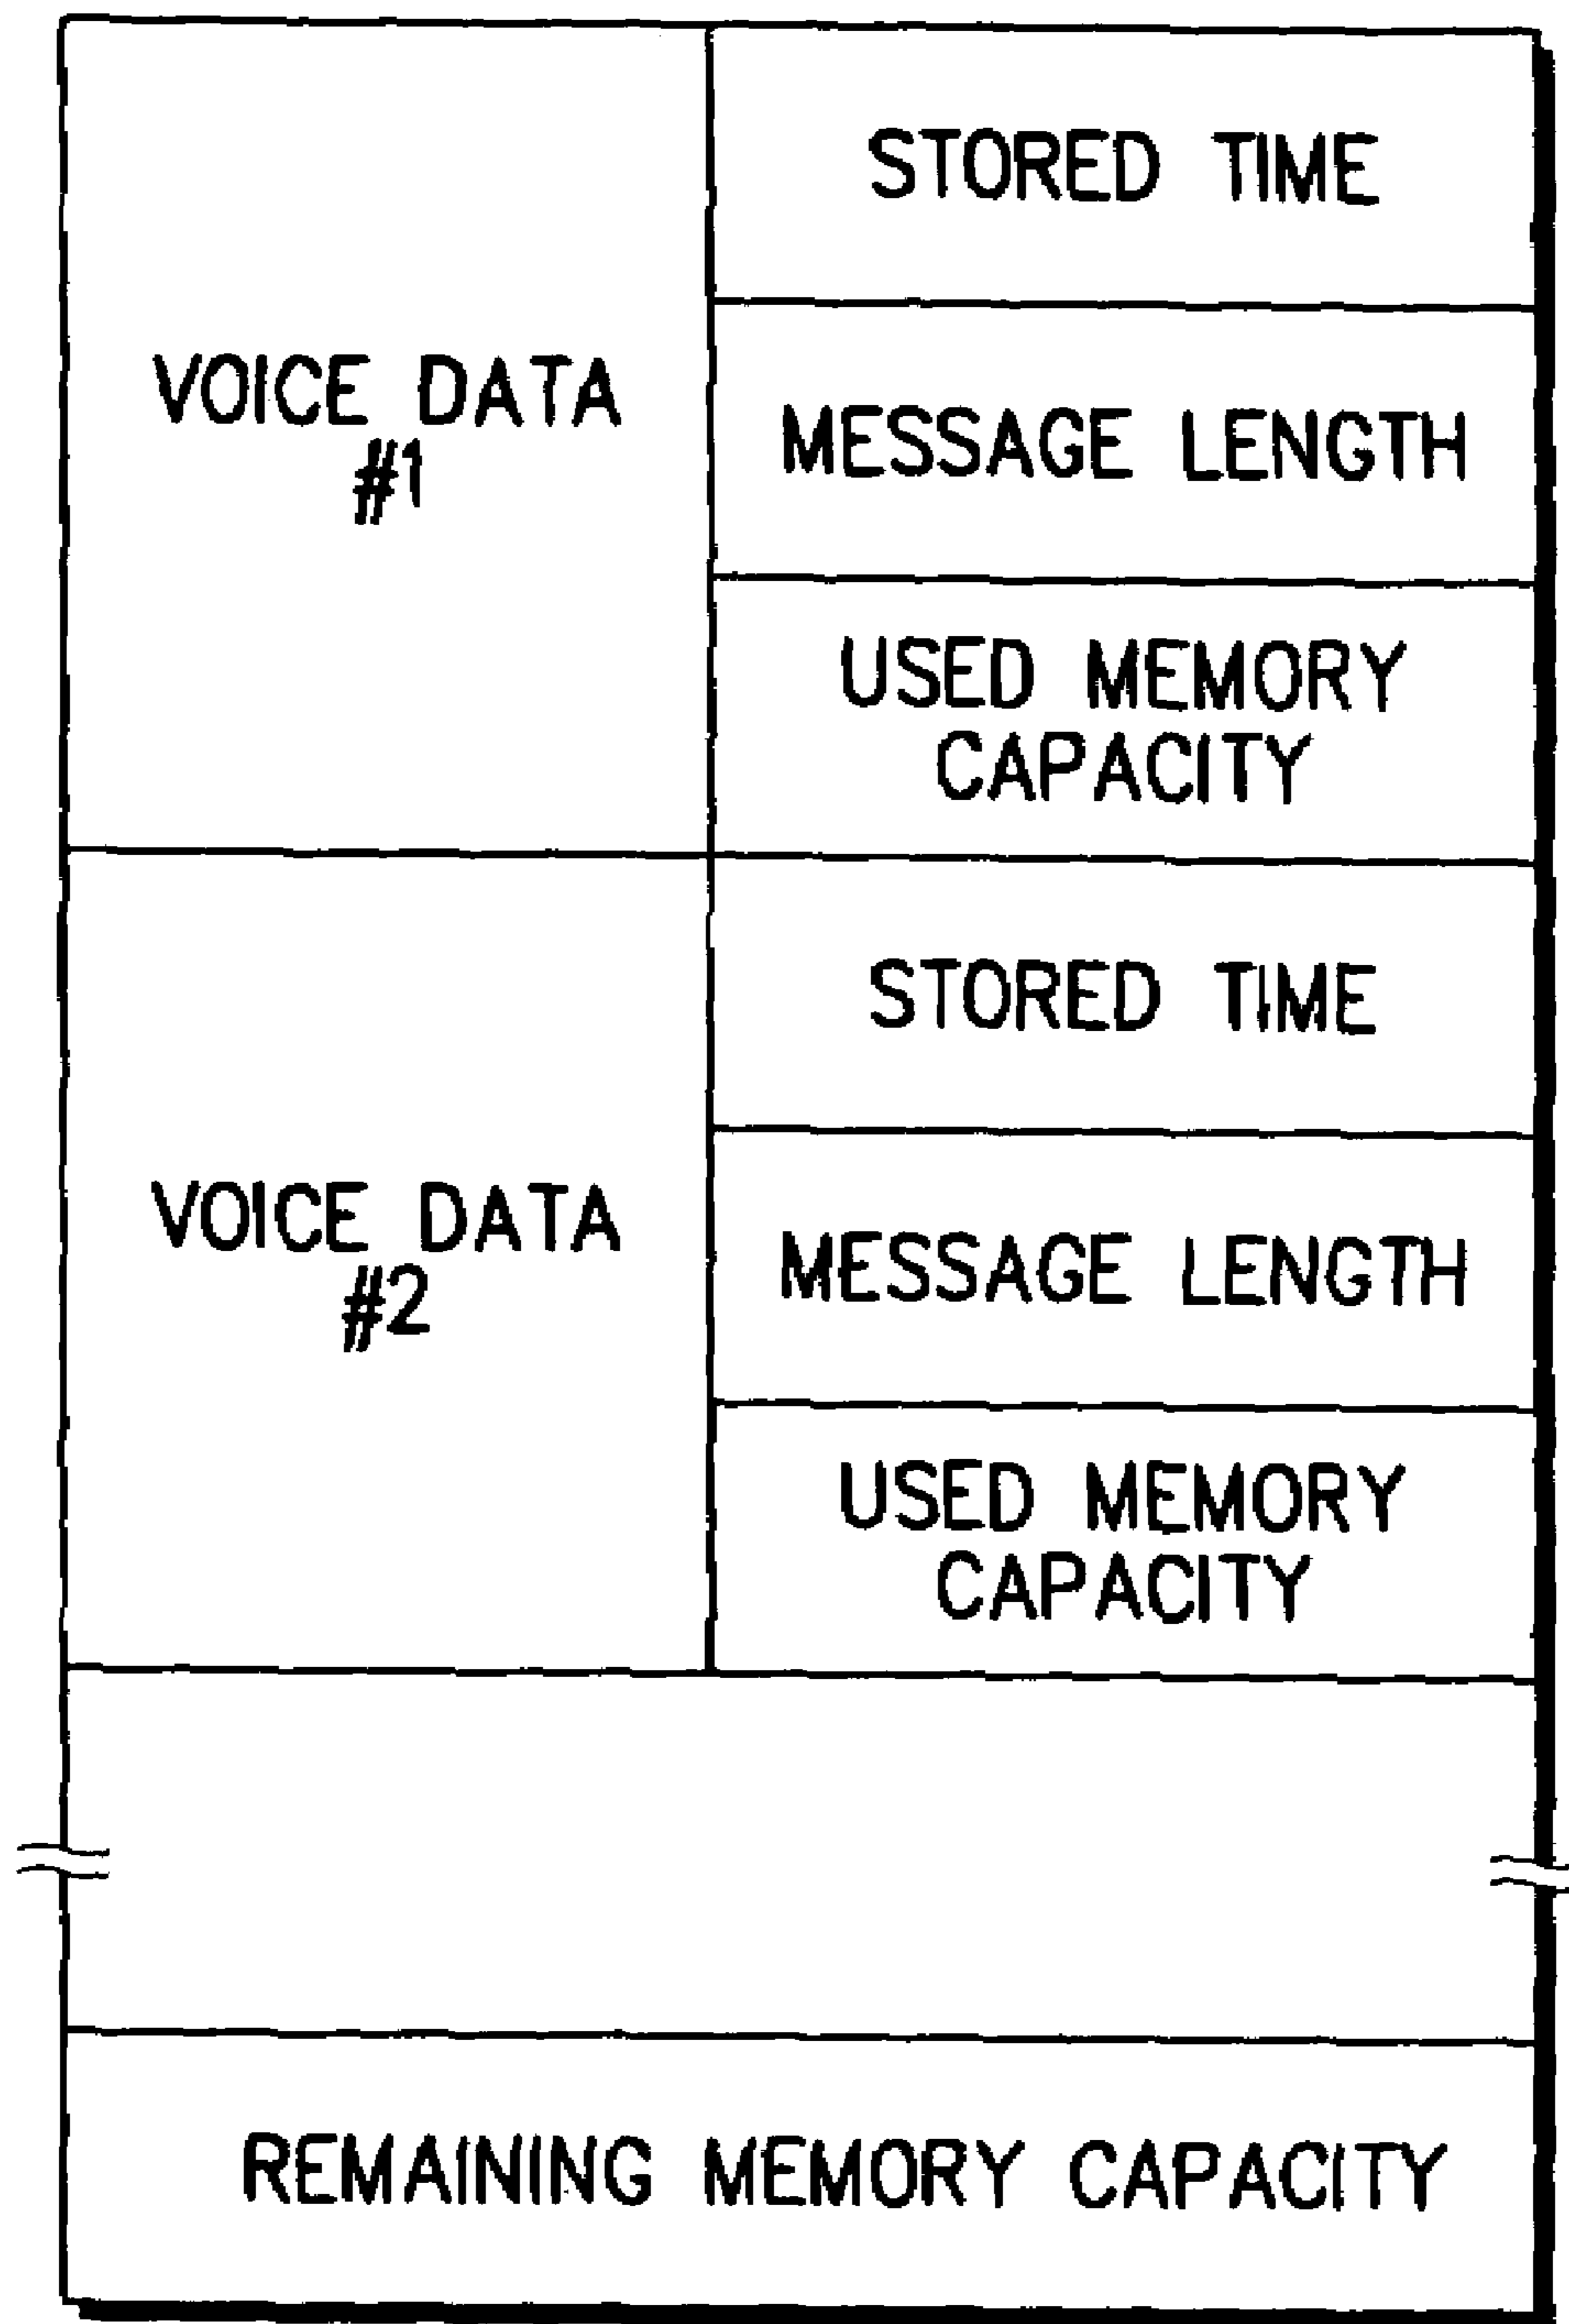 VOICE DATA
#1
STORED TIME
MESSAGE LENGTH
USED MEMORY
CAPACITY
VOICE DATA
#2
STORED TIME
MESSAGE LENGTH
USED MEMORY
CAPACITY
REMAINING MEMORY CAPACITY